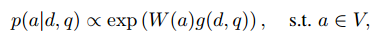 p(a|d, q) ∝ exp (W(a)g(d, q)) ,   s.t. a ∈ V,